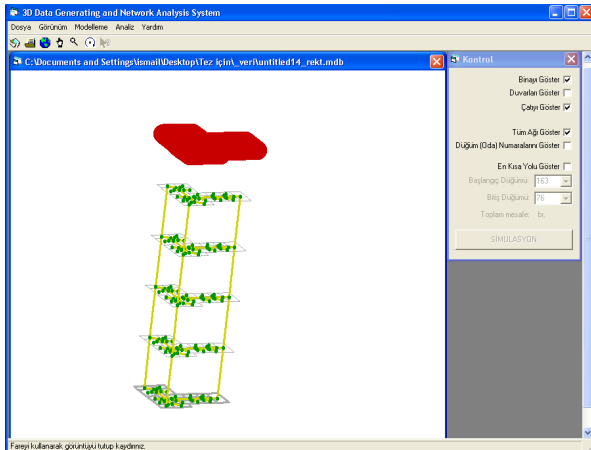 3D Data Generating and Network Analysis System
Dosya Görünüm Modelleme Analiz Yardım
C:\Documents and Settings\ismail\Desktop\Tez için\_veri\untitled14_rekt.mdb
Kontrol
Binayı Göster
Duvarları Göster
Çatıyı Göster
Tüm Ağı Göster
Düğüm (Oda) Numaralarını Göster
En Kısa Yolu Göster
Başlangıç Düğümü: 163
Bitiş Düğümü: 76
Toplam mesafe: br.
SİMULASYON
Fareyi kullanarak görüntüyü tutup kaydırınız.